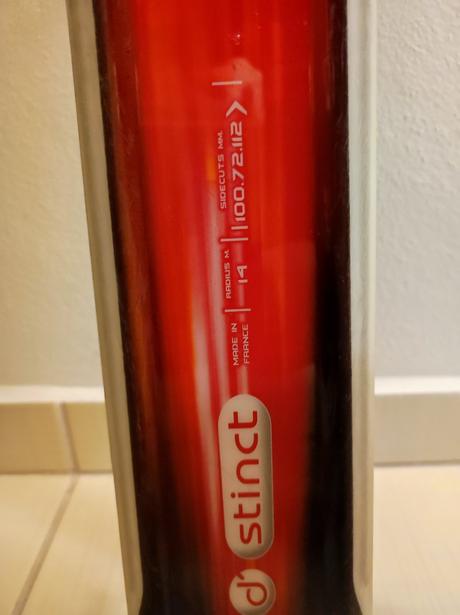 d' stinct
MADE IN
FRANCE
RADIUS M.
14
SIDECUTS MM.
100.72.112